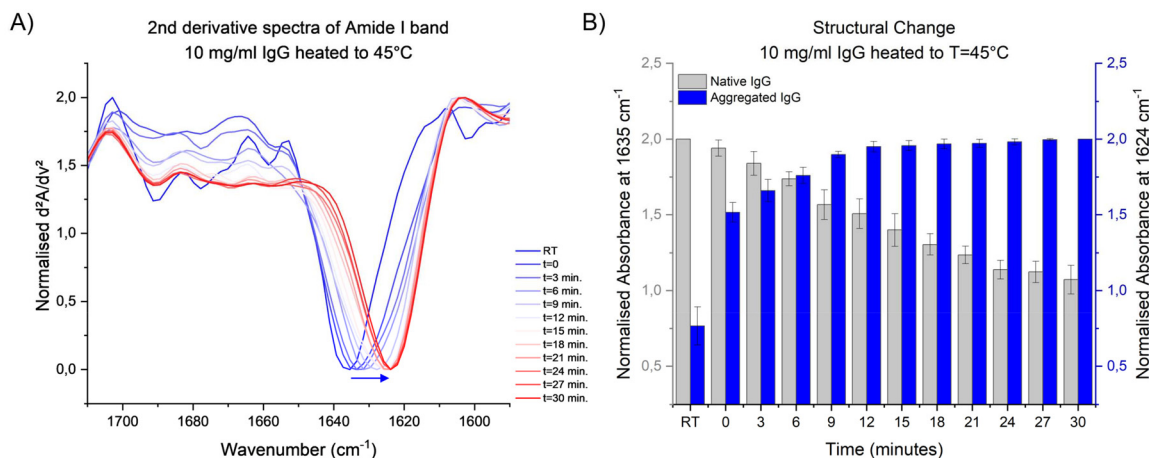 A)
2nd derivative spectra of Amide I band
10 mg/ml IgG heated to 45°C
Normalised d²A/dv²
2,0
1,5
1,0
0,5
0,0
1700
1680
1660
1640
1620
1600
Wavenumber (cm⁻¹)
RT
t=0
t=3 min.
t=6 min.
t=9 min.
t=12 min.
t=15 min.
t=18 min.
t=21 min.
t=24 min.
t=27 min.
t=30 min.
B)
Structural Change
10 mg/ml IgG heated to T=45°C
Native IgG
Aggregated IgG
Normalised Absorbance at 1635 cm⁻¹
2,5
2,0
1,5
1,0
0,5
Normalised Absorbance at 1624 cm⁻¹
2,5
2,0
1,5
1,0
0,5
RT 0 3 6 9 12 15 18 21 24 27 30
Time (minutes)